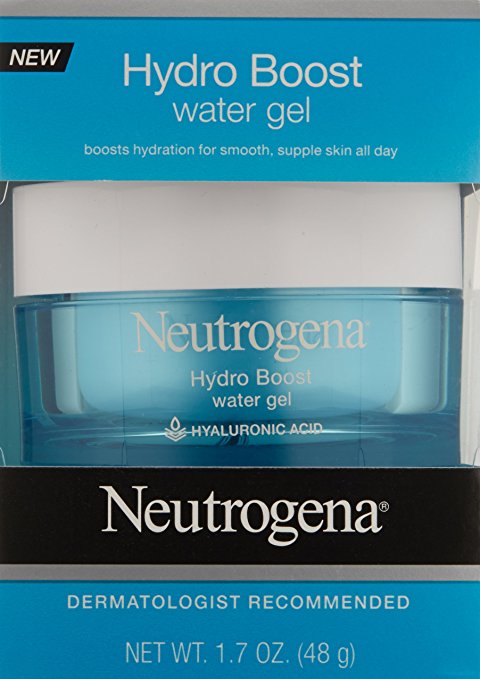 NEW
Hydro Boost
water gel
boosts hydration for smooth, supple skin all day
Neutrogena®
Hydro Boost
water gel
HYALURONIC ACID
Neutrogena®
DERMATOLOGIST RECOMMENDED
NET WT. 1.7 OZ. (48 g)